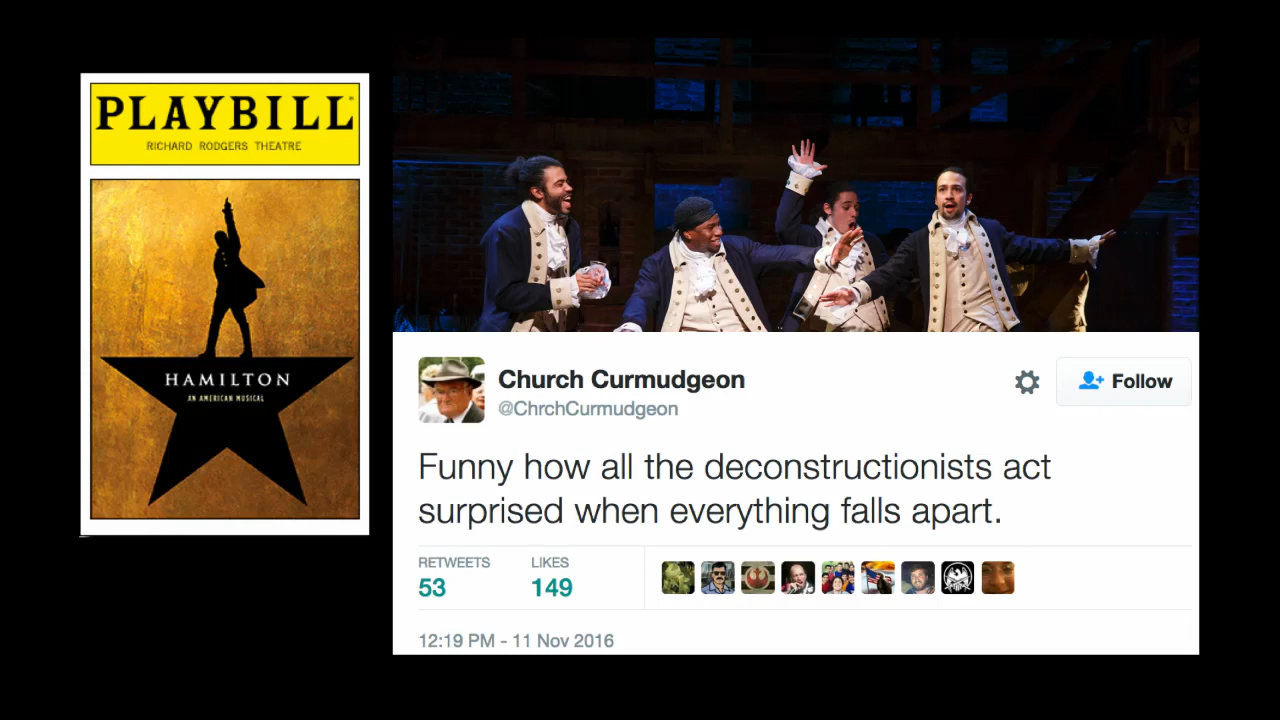 PLAYBILL
RICHARD RODGERS THEATRE
HAMILTON
AN AMERICAN MUSICAL
Church Curmudgeon
@ChrchCurmudgeon
Follow
Funny how all the deconstructionists act
surprised when everything falls apart.
RETWEETS
53
LIKES
149
12:19 PM - 11 Nov 2016